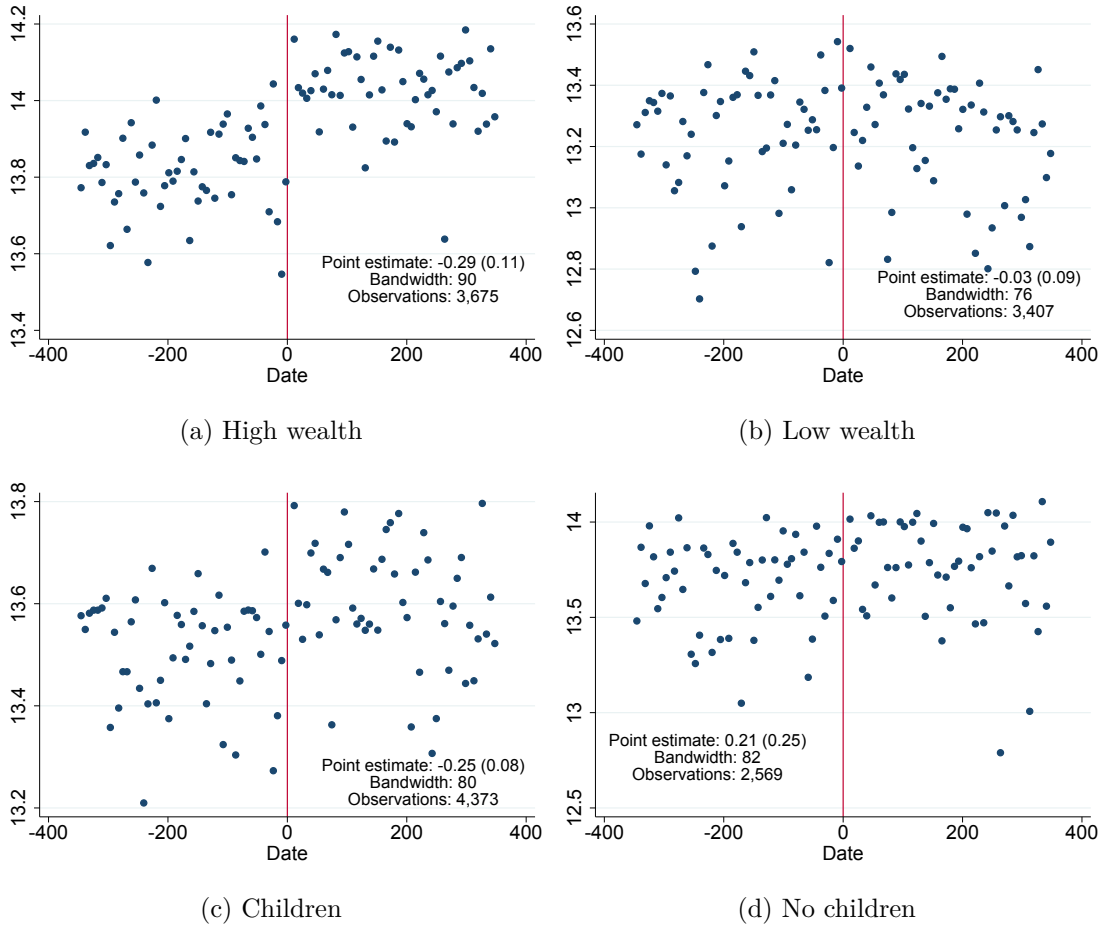 14.2
14
13.8
13.6
13.4
Point estimate: -0.29 (0.11)
Bandwidth: 90
Observations: 3,675
-400 -200 0 200 400
Date
(a) High wealth
13.6
13.4
13.2
13
12.8
12.6
Point estimate: -0.03 (0.09)
Bandwidth: 76
Observations: 3,407
-400 -200 0 200 400
Date
(b) Low wealth
13.8
13.6
13.4
13.2
Point estimate: -0.25 (0.08)
Bandwidth: 80
Observations: 4,373
-400 -200 0 200 400
Date
(c) Children
14
13.5
13
12.5
Point estimate: 0.21 (0.25)
Bandwidth: 82
Observations: 2,569
-400 -200 0 200 400
Date
(d) No children